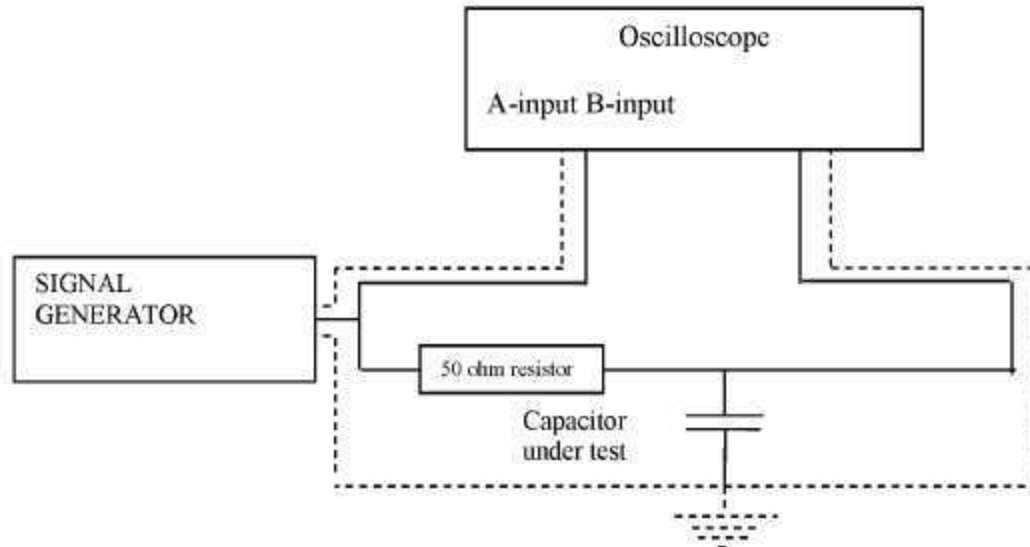 Oscilloscope
A-input B-input
SIGNAL
GENERATOR
50 ohm resistor
Capacitor
under test